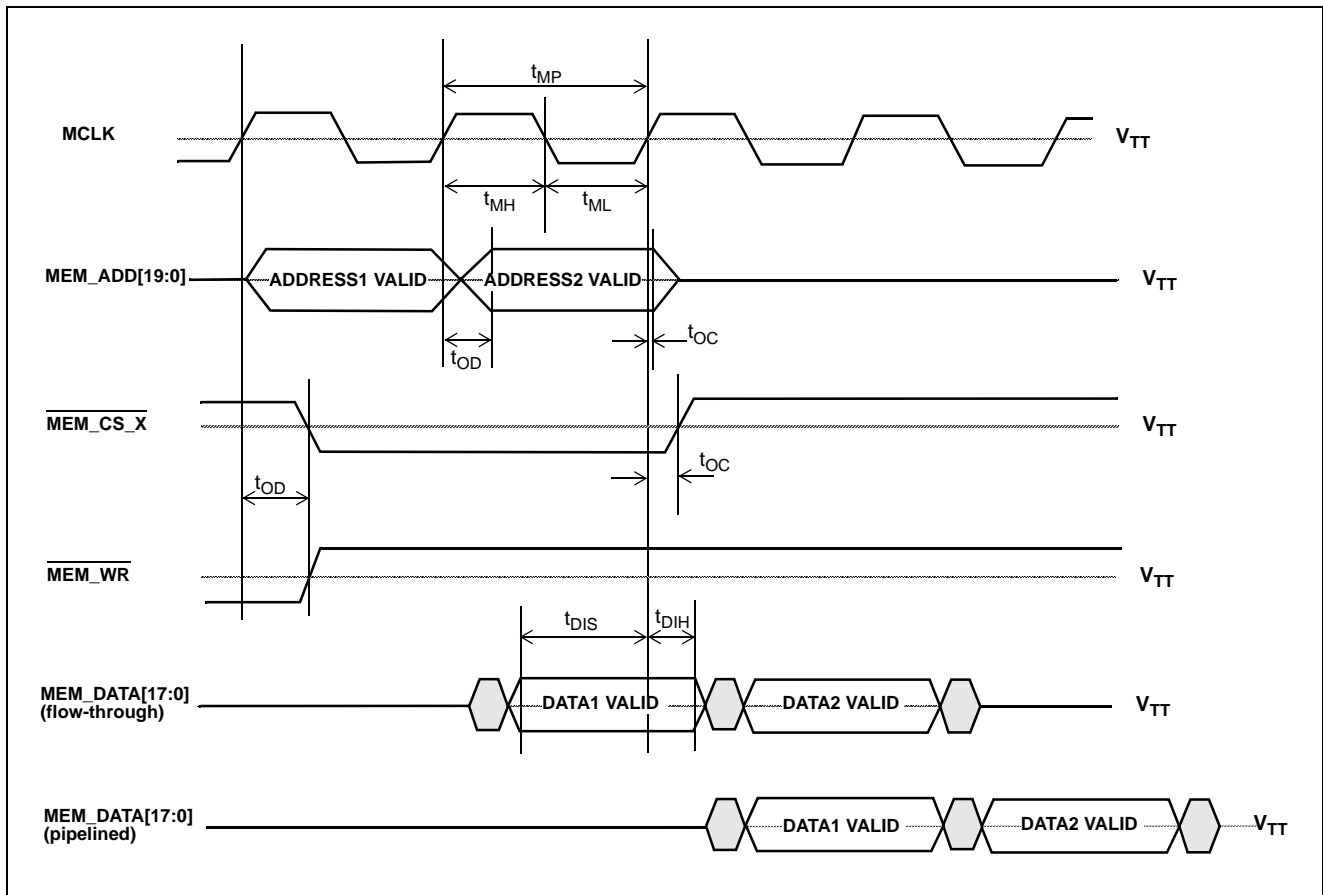 tMP
MCLK
VTT
tMH
tML
MEM_ADD[19:0]
ADDRESS1 VALID
ADDRESS2 VALID
VTT
tOD
tOC
MEM_CS_X
VTT
tOD
tOC
MEM_WR
VTT
tDIS
tDIH
MEM_DATA[17:0]
(flow-through)
DATA1 VALID
DATA2 VALID
VTT
MEM_DATA[17:0]
(pipelined)
DATA1 VALID
DATA2 VALID
VTT